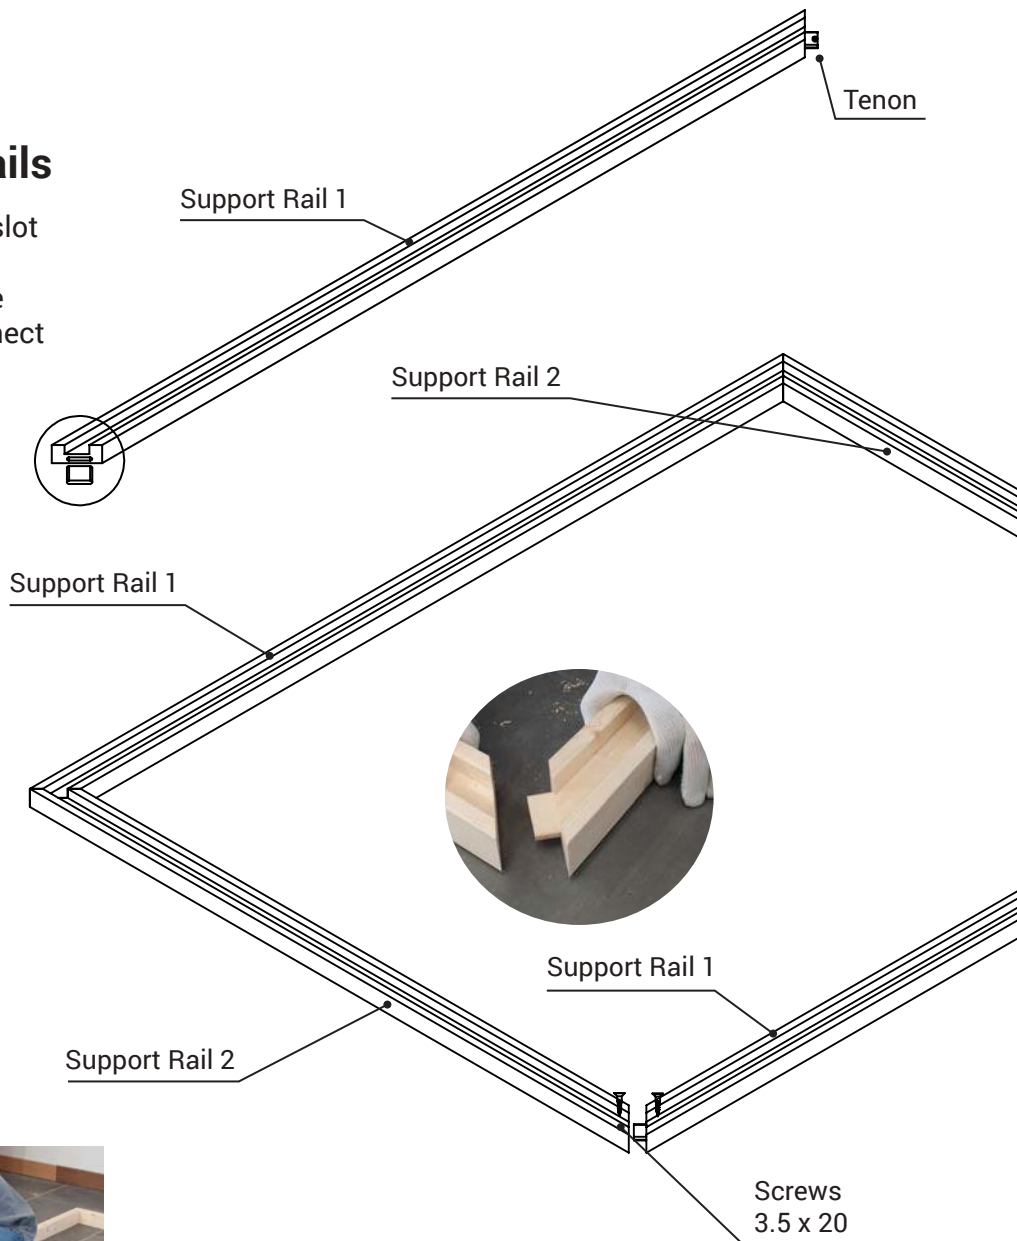 Tenon
ails
Support Rail 1
slot
e
nect
Support Rail 2
Support Rail 1
Support Rail 1
Support Rail 2
Screws
3.5 x 20